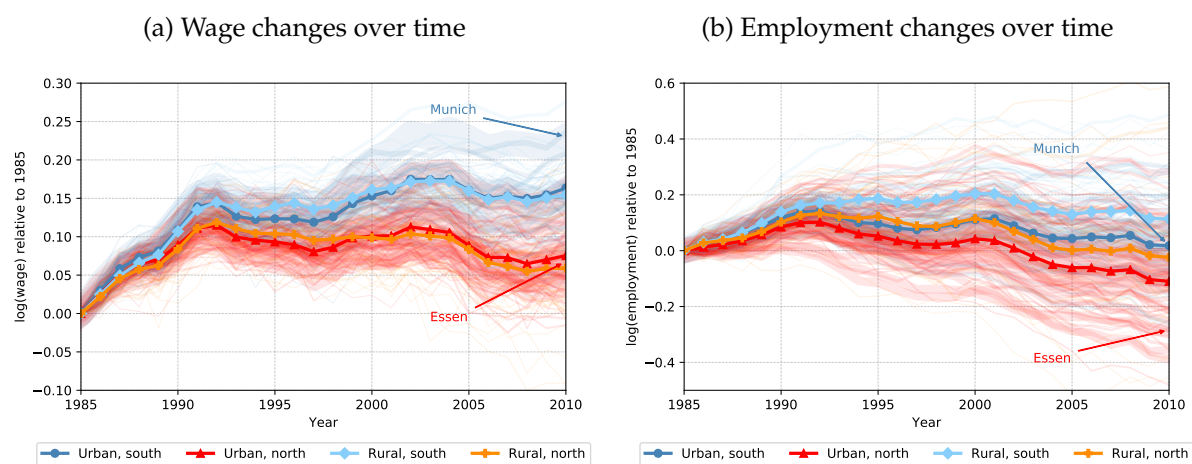 (a) Wage changes over time
(b) Employment changes over time
log(wage) relative to 1985
0.30
0.25
0.20
0.15
0.10
0.05
0.00
−0.05
−0.10
Munich
Essen
1985 1990 1995 2000 2005 2010
Year
Urban, south Urban, north Rural, south Rural, north
log(employment) relative to 1985
0.6
0.4
0.2
0.0
−0.2
−0.4
Munich
Essen
1985 1990 1995 2000 2005 2010
Year
Urban, south Urban, north Rural, south Rural, north